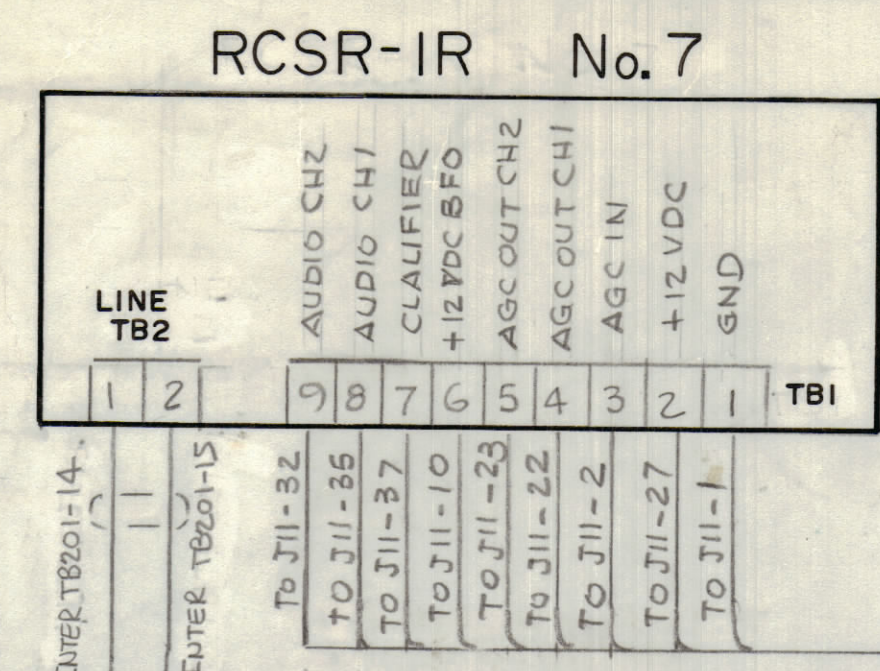 RCSR-1R No. 7
AUDIO CH2
AUDIO CH1
CLALIFIER
+12VDC BFO
AGC OUT CH2
AGC OUT CH1
AGC IN
+12 VDC
GND
LINE
TB2
1 2
9 8 7 6 5 4 3 2 1 TB1
ENTER TB201-14
ENTER TB201-15
TO J11-32
TO J11-35
TO J11-37
TO J11-10
TO J11-23
TO J11-22
TO J11-2
TO J11-27
TO J11-1